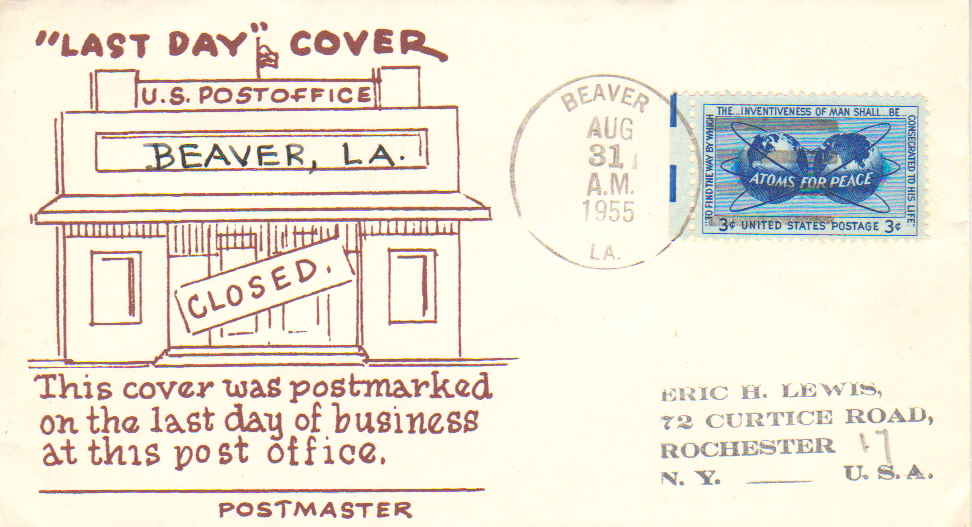 "LAST DAY" COVER
U.S. POSTOFFICE
BEAVER, LA.
CLOSED.
This cover was postmarked
on the last day of business
at this post office.
POSTMASTER
BEAVER
AUG
31
A.M.
1955
LA.
TO FIND THE WAY BY WHICH
THE...INVENTIVENESS OF MAN SHALL...BE
CONSECRATED TO HIS LIFE"
ATOMS FOR PEACE
3¢ UNITED STATES POSTAGE 3¢
ERIC H. LEWIS,
72 CURTICE ROAD,
ROCHESTER 17
N. Y. U. S. A.